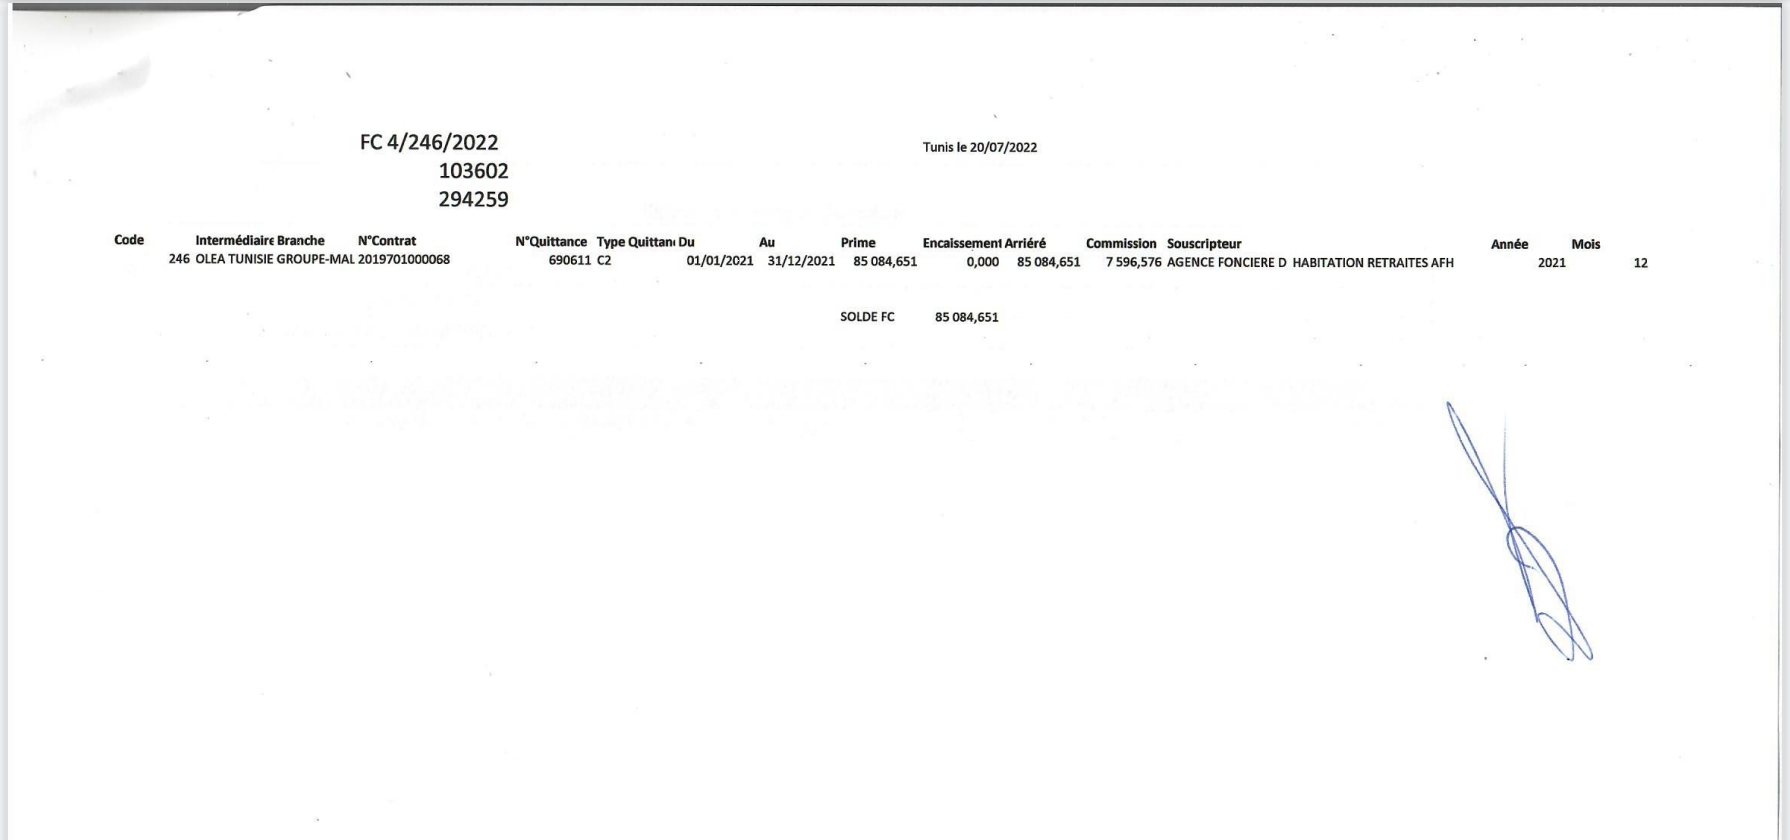 FC 4/246/2022
Tunis le 20/07/2022
103602
294259
Code Intermédiaire Branche N°Contrat N°Quittance Type Quittan Du Au Prime Encaissement Arriéré Commission Souscripteur Année Mois
246 OLEA TUNISIE GROUPE-MAL 2019701000068 690611 C2 01/01/2021 31/12/2021 85 084,651 0,000 85 084,651 7 596,576 AGENCE FONCIERE D HABITATION RETRAITES AFH 2021 12
SOLDE FC 85 084,651